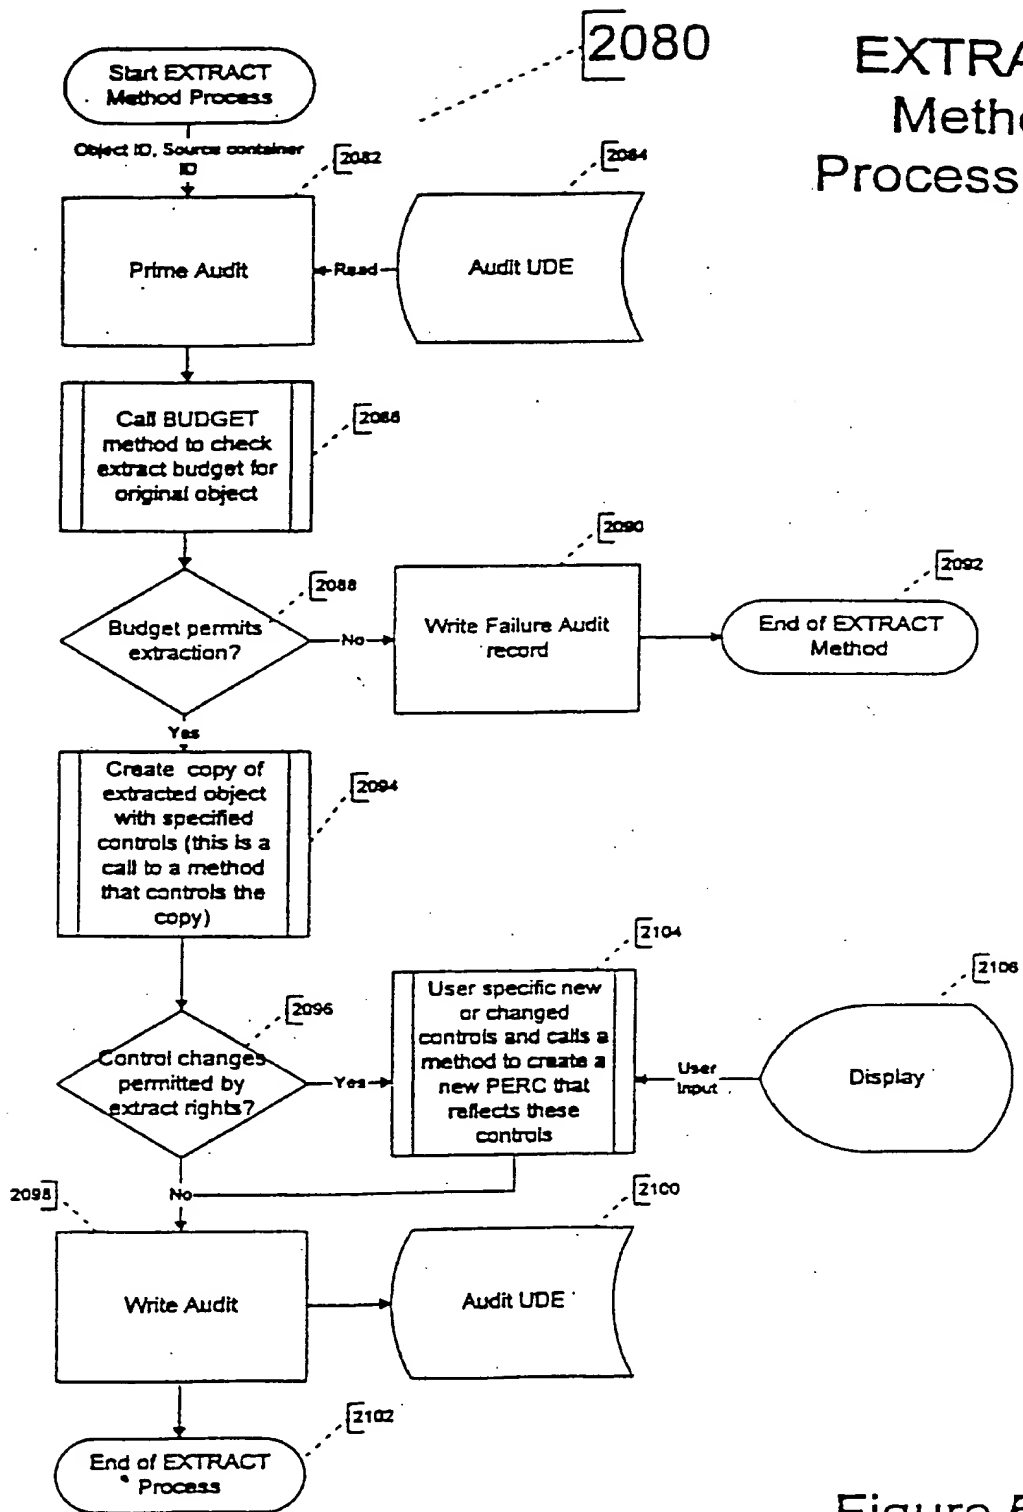 2080
EXTRA
Metho
Process
Start EXTRACT
Method Process
Object ID, Source container
ID
2082
2084
Prime Audit
Read
Audit UDE
Call BUDGET
method to check
extract budget for
original object
2086
2088
Budget permits
extraction?
No
2090
Write Failure Audit
record
2092
End of EXTRACT
Method
Yes
Create copy of
extracted object
with specified
controls (this is a
call to a method
that controls the
copy)
2094
2096
Control changes
permitted by
extract rights?
Yes
2104
User specific new
or changed
controls and calls a
method to create a
new PERC that
reflects these
controls
User
Input
2106
Display
No
2098
Write Audit
2100
Audit UDE
2102
End of EXTRACT
Process
Figure